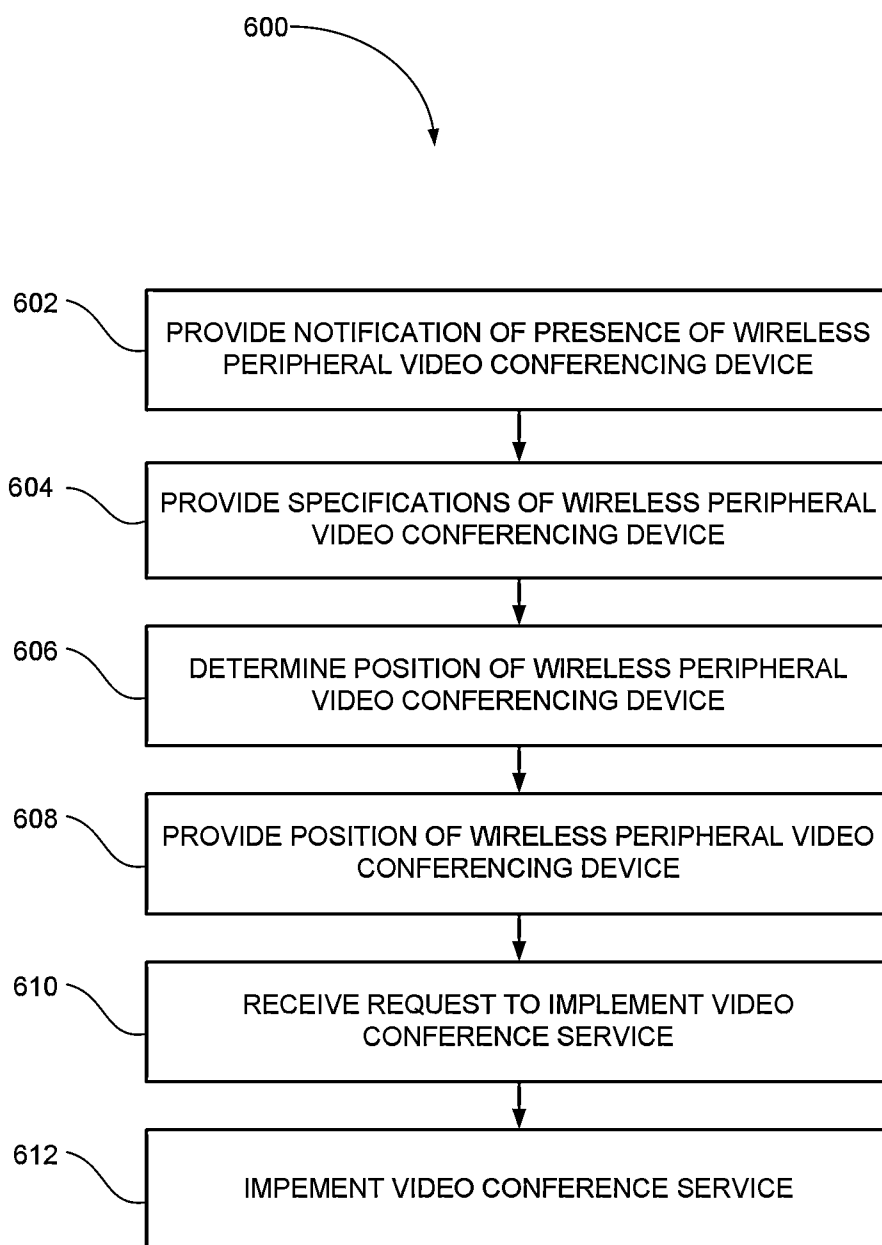 600
602
PROVIDE NOTIFICATION OF PRESENCE OF WIRELESS
PERIPHERAL VIDEO CONFERENCING DEVICE
604
PROVIDE SPECIFICATIONS OF WIRELESS PERIPHERAL
VIDEO CONFERENCING DEVICE
606
DETERMINE POSITION OF WIRELESS PERIPHERAL
VIDEO CONFERENCING DEVICE
608
PROVIDE POSITION OF WIRELESS PERIPHERAL VIDEO
CONFERENCING DEVICE
610
RECEIVE REQUEST TO IMPLEMENT VIDEO
CONFERENCE SERVICE
612
IMPEMENT VIDEO CONFERENCE SERVICE